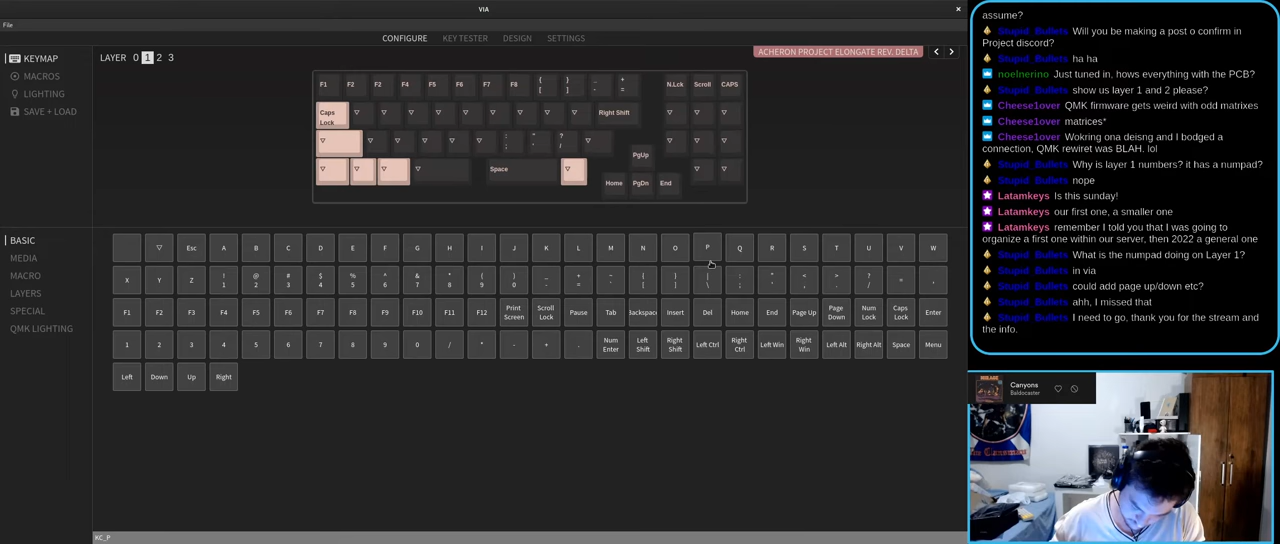 VIA
×
File
CONFIGURE KEY TESTER DESIGN SETTINGS
KEYMAP
MACROS
LIGHTING
SAVE + LOAD
LAYER 0 1 2 3
ACHERON PROJECT ELONGATE REV. DELTA
F1 F2 F2 F4 F5 F6 F7 F8 { [ } ] _ - + = N.Lck Scroll CAPS
Caps Lock ▽ ▽ ▽ ▽ ▽ ▽ ▽ ▽ ▽ Right Shift ▽ ▽ ▽
▽ ▽ ▽ ▽ ▽ ▽ : ; " ' ? / ▽ ▽ ▽ ▽
PgUp
▽ ▽ ▽ ▽ Space ▽ ▽ ▽
Home PgDn End
BASIC
MEDIA
MACRO
LAYERS
SPECIAL
QMK LIGHTING
▽ Esc A B C D E F G H I J K L M N O P Q R S T U V W
X Y Z ! 1 @ 2 # 3 $ 4 % 5 ^ 6 & 7 * 8 ( 9 ) 0 _ - + = { [ } ] | \ : ; " ' < , > . ? / = ,
F1 F2 F3 F4 F5 F6 F7 F8 F9 F10 F11 F12 Print Screen Scroll Lock Pause Tab Backspace Insert Del Home End Page Up Page Down Num Lock Caps Lock Enter
1 2 3 4 5 6 7 8 9 0 / * - + . Num Enter Left Shift Right Shift Left Ctrl Right Ctrl Left Win Right Win Left Alt Right Alt Space Menu
Left Down Up Right
KC_P
assume?
Stupid_Bullets Will you be making a post o confirm in
Project discord?
Stupid_Bullets ha ha
noelnerino Just tuned in, hows everything with the PCB?
Stupid_Bullets show us layer 1 and 2 please?
Cheese1over QMK firmware gets weird with odd matrixes
Cheese1over matrices*
Cheese1over Wokring ona deisng and I bodged a
connection, QMK rewiret was BLAH. lol
Stupid_Bullets Why is layer 1 numbers? it has a numpad?
Stupid_Bullets nope
Latamkeys Is this sunday!
Latamkeys our first one, a smaller one
Latamkeys remember I told you that I was going to
organize a first one within our server, then 2022 a general one
Stupid_Bullets What is the numpad doing on Layer 1?
Stupid_Bullets in via
Stupid_Bullets could add page up/down etc?
Stupid_Bullets ahh, I missed that
Stupid_Bullets I need to go, thank you for the stream and
the info.
Canyons
Baldocaster